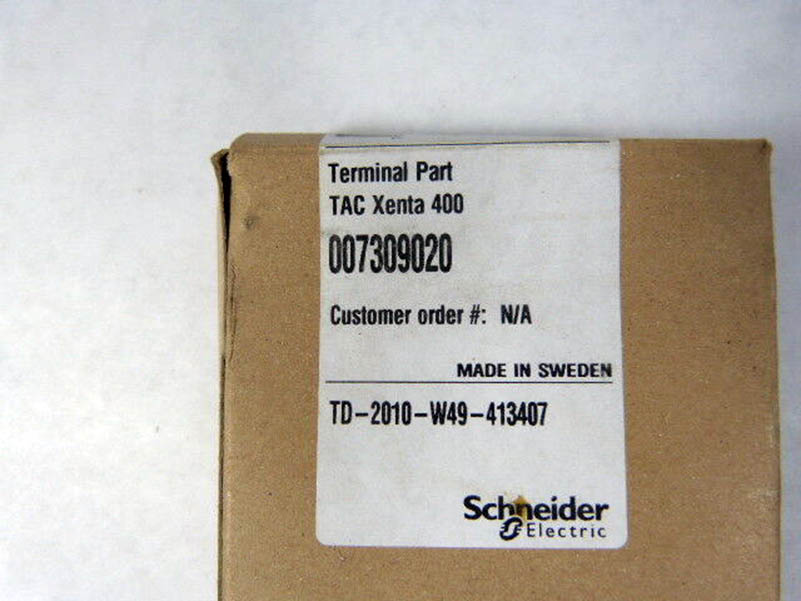 Terminal Part
TAC Xenta 400
007309020
Customer order #: N/A
MADE IN SWEDEN
TD-2010-W49-413407
Schneider
Electric